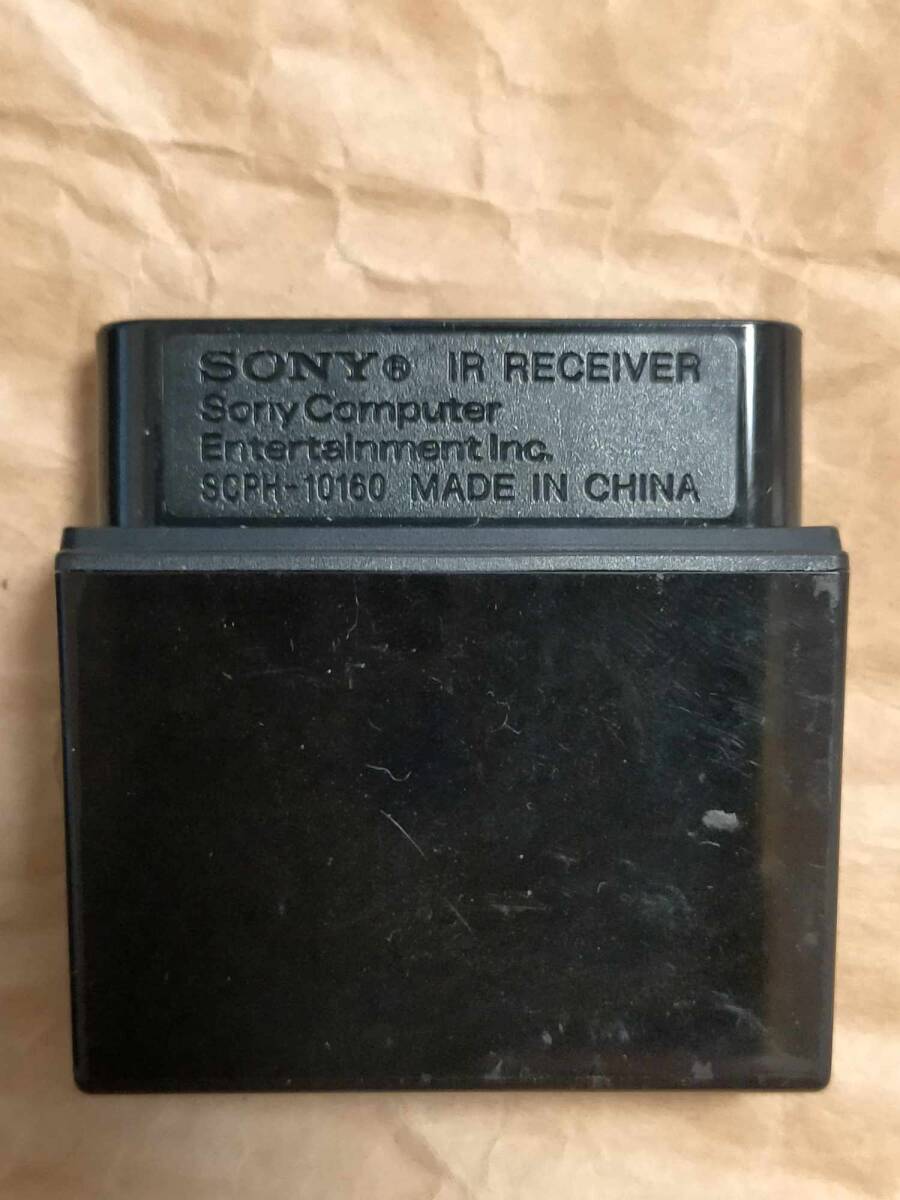 SONY® IR RECEIVER
Sony Computer
Entertainment Inc.
SCPH-10160 MADE IN CHINA